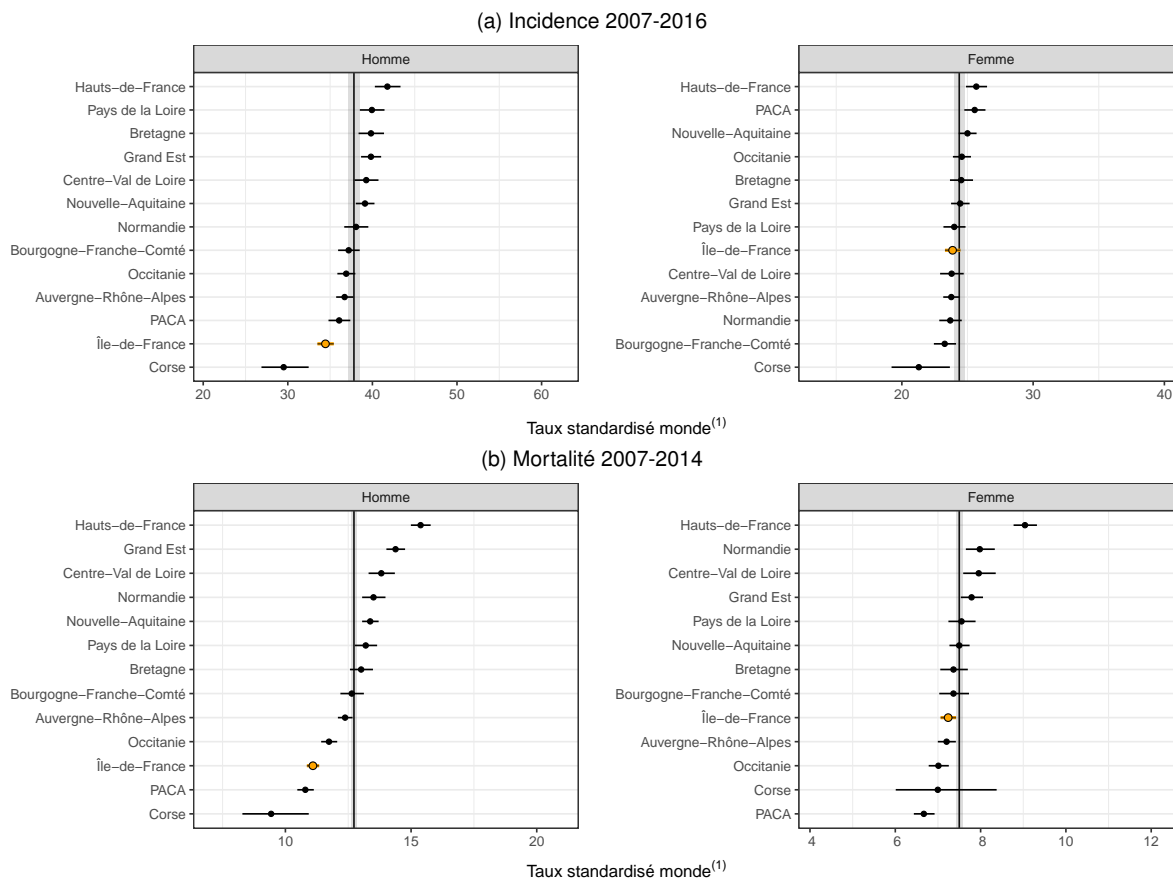 (a) Incidence 2007-2016
Homme
Hauts−de−France
Pays de la Loire
Bretagne
Grand Est
Centre−Val de Loire
Nouvelle−Aquitaine
Normandie
Bourgogne−Franche−Comté
Occitanie
Auvergne−Rhône−Alpes
PACA
Île−de−France
Corse
20 30 40 50 60
Femme
Hauts−de−France
PACA
Nouvelle−Aquitaine
Occitanie
Bretagne
Grand Est
Pays de la Loire
Île−de−France
Centre−Val de Loire
Auvergne−Rhône−Alpes
Normandie
Bourgogne−Franche−Comté
Corse
20 30 40
Taux standardisé monde(1)
(b) Mortalité 2007-2014
Homme
Hauts−de−France
Grand Est
Centre−Val de Loire
Normandie
Nouvelle−Aquitaine
Pays de la Loire
Bretagne
Bourgogne−Franche−Comté
Auvergne−Rhône−Alpes
Occitanie
Île−de−France
PACA
Corse
10 15 20
Femme
Hauts−de−France
Normandie
Centre−Val de Loire
Grand Est
Pays de la Loire
Nouvelle−Aquitaine
Bretagne
Bourgogne−Franche−Comté
Île−de−France
Auvergne−Rhône−Alpes
Occitanie
Corse
PACA
4 6 8 10 12
Taux standardisé monde(1)